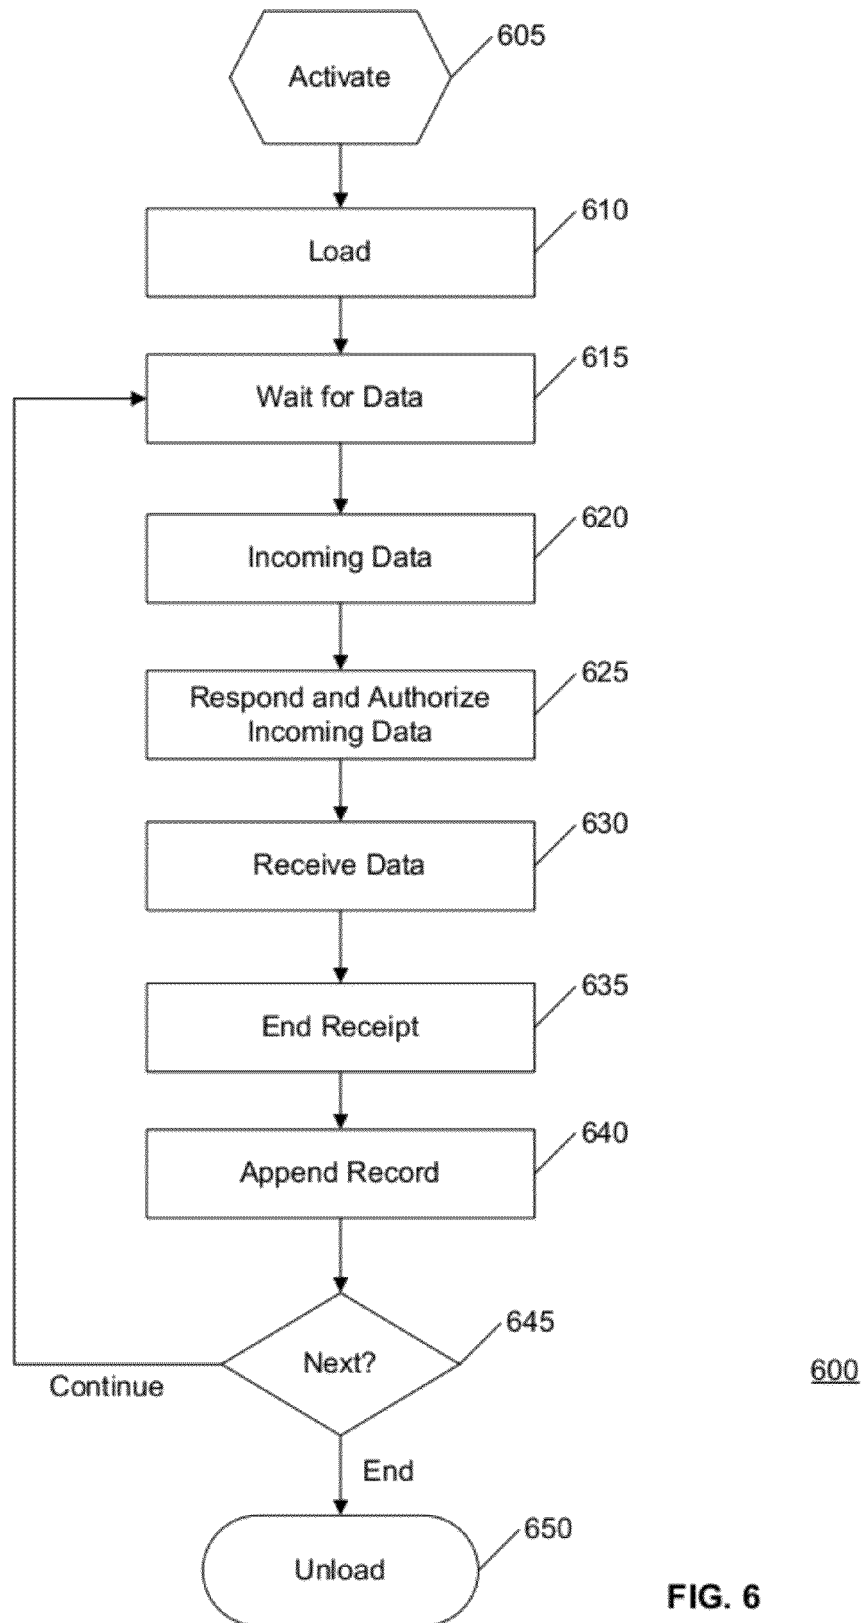 Activate
605
Load
610
Wait for Data
615
Incoming Data
620
Respond and Authorize
Incoming Data
625
Receive Data
630
End Receipt
635
Append Record
640
Next?
645
Continue
600
End
Unload
650
FIG. 6